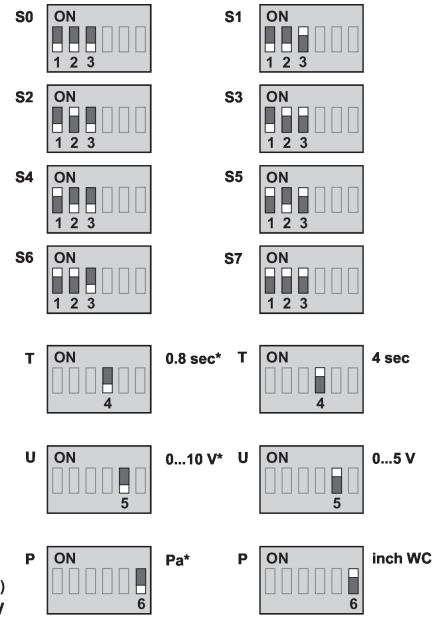 S0 ON S1 ON
1 2 3 1 2 3
S2 ON S3 ON
1 2 3 1 2 3
S4 ON S5 ON
1 2 3 1 2 3
S6 ON S7 ON
1 2 3 1 2 3
T ON 0.8 sec* T ON 4 sec
4 4
U ON 0...10 V* U ON 0...5 V
5 5
P ON Pa* P ON inch WC
)
6 6